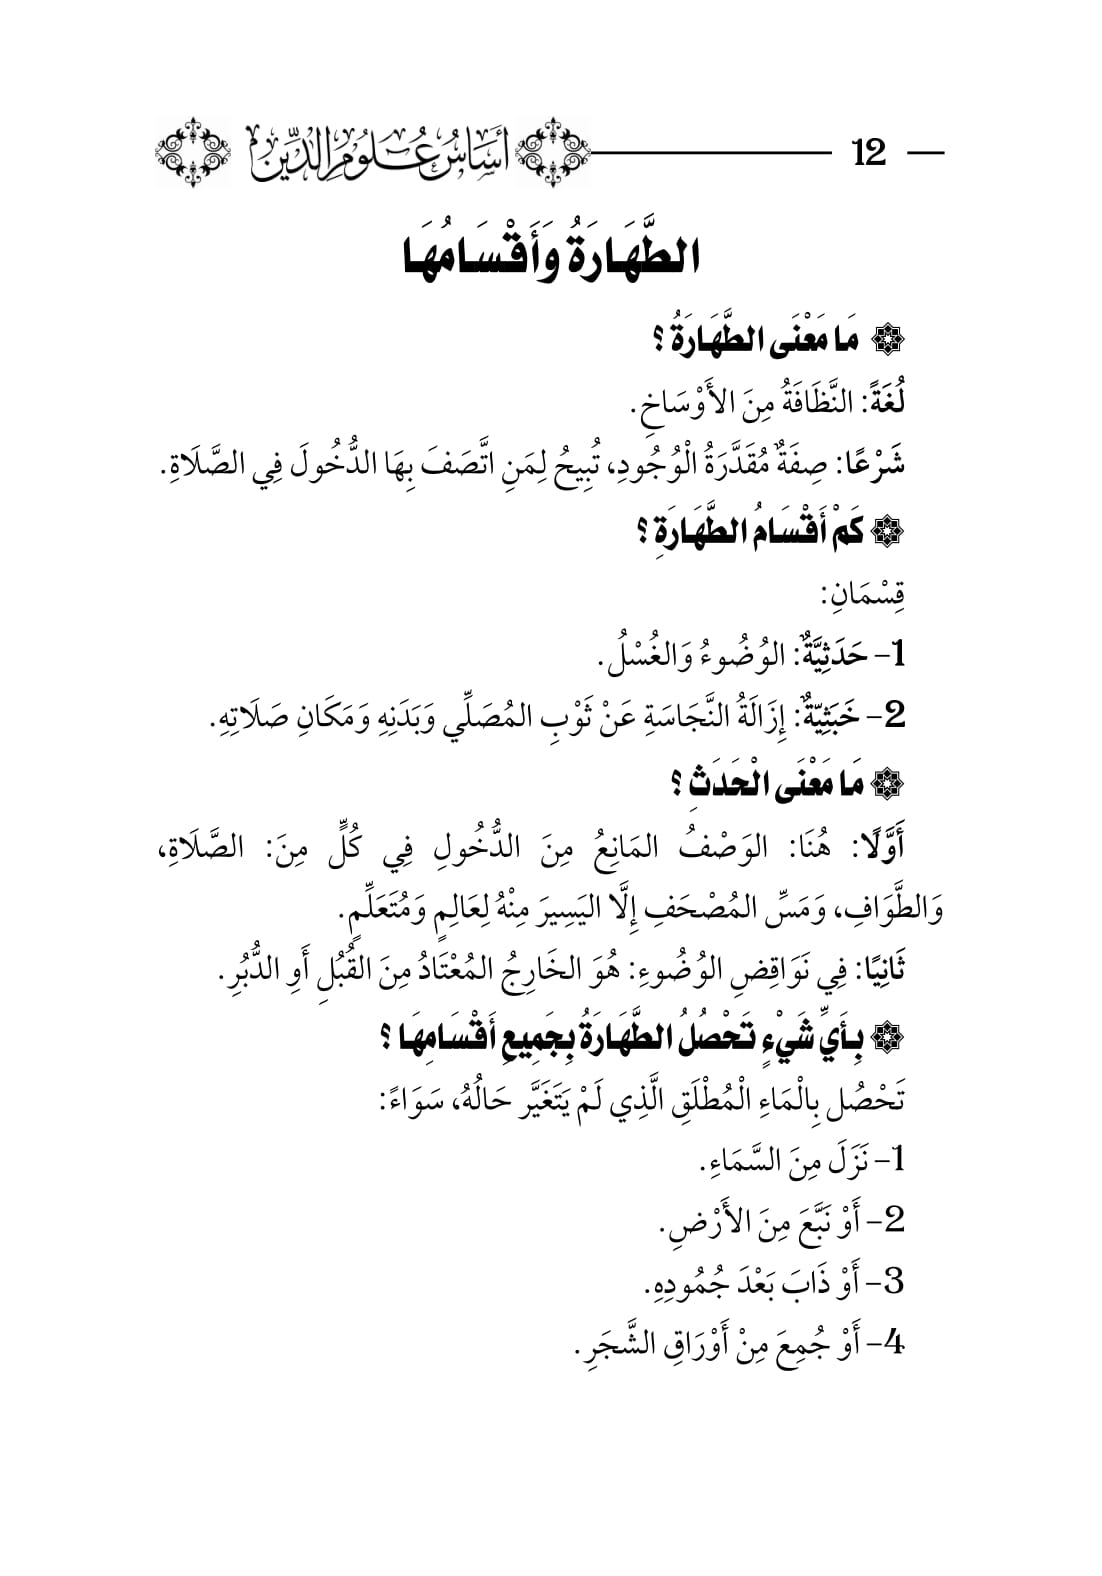 12 أَسَاسُ عُلُومِ الدِّين
الطَّهَارَةُ وَأَقْسَامُهَا
مَا مَعْنَى الطَّهَارَةُ ؟
لُغَةً: النَّظَافَةُ مِنَ الأَوْسَاخِ.
شَرْعًا: صِفَةٌ مُقَدَّرَةُ الْوُجُودِ، تُبِيحُ لِمَنِ اتَّصَفَ بِهَا الدُّخُولَ فِي الصَّلَاةِ.
كَمْ أَقْسَامُ الطَّهَارَةِ ؟
قِسْمَانِ:
1- حَدَثِيَّةٌ: الوُضُوءُ وَالغُسْلُ.
2- خَبَثِيّةٌ: إِزَالَةُ النَّجَاسَةِ عَنْ ثَوْبِ المُصَلِّي وَبَدَنِهِ وَمَكَانِ صَلَاتِهِ.
مَا مَعْنَى الْحَدَثِ ؟
أَوَّلًا: هُنَا: الوَصْفُ المَانِعُ مِنَ الدُّخُولِ فِي كُلٍّ مِنَ: الصَّلَاةِ،
وَالطَّوَافِ، وَمَسِّ المُصْحَفِ إِلَّا اليَسِيرَ مِنْهُ لِعَالِمٍ وَمُتَعَلِّمٍ.
ثَانِيًا: فِي نَوَاقِضِ الوُضُوءِ: هُوَ الخَارِجُ المُعْتَادُ مِنَ القُبُلِ أَوِ الدُّبُرِ.
بِأَيِّ شَيْءٍ تَحْصُلُ الطَّهَارَةُ بِجَمِيعِ أَقْسَامِهَا ؟
تَحْصُل بِالْمَاءِ الْمُطْلَقِ الَّذِي لَمْ يَتَغَيَّر حَالُهُ، سَوَاءً:
1- نَزَلَ مِنَ السَّمَاءِ.
2- أَوْ نَبَّعَ مِنَ الأَرْضِ.
3- أَوْ ذَابَ بَعْدَ جُمُودِهِ.
4- أَوْ جُمِعَ مِنْ أَوْرَاقِ الشَّجَرِ.